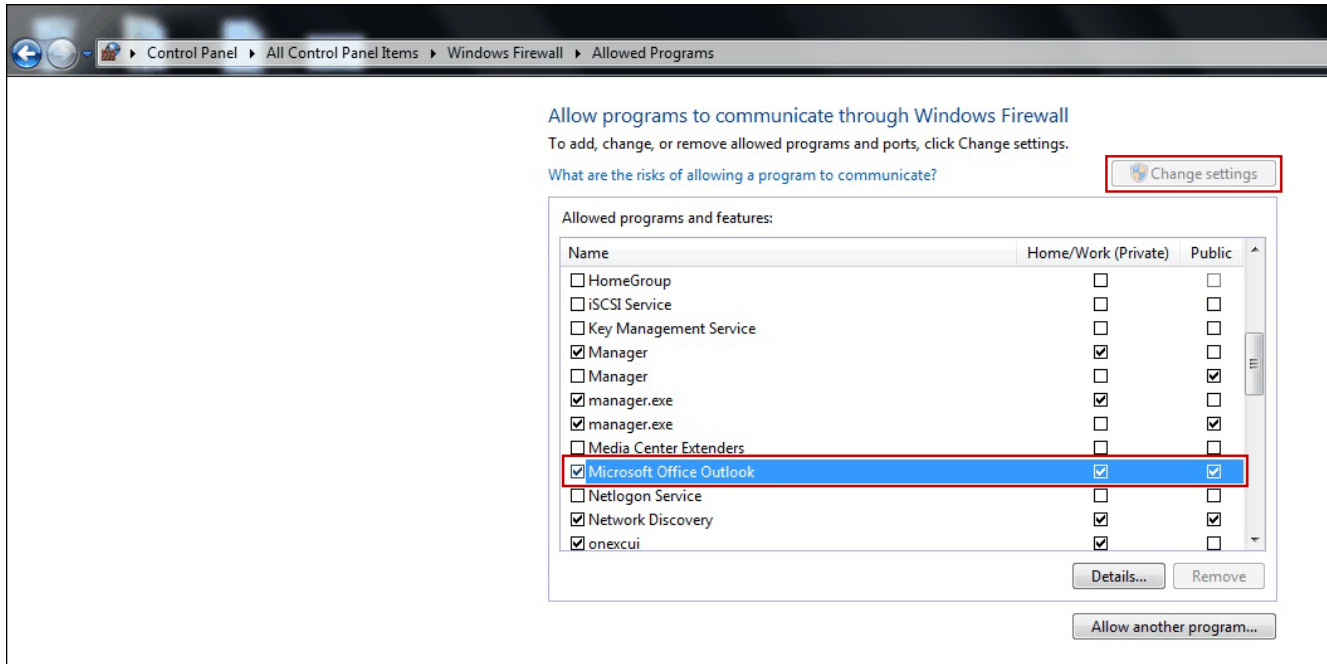 Control Panel ▸ All Control Panel Items ▸ Windows Firewall ▸ Allowed Programs
Allow programs to communicate through Windows Firewall
To add, change, or remove allowed programs and ports, click Change settings.
What are the risks of allowing a program to communicate? Change settings
Allowed programs and features:
Name Home/Work (Private) Public
HomeGroup
iSCSI Service
Key Management Service
Manager
Manager
manager.exe
manager.exe
Media Center Extenders
Microsoft Office Outlook
Netlogon Service
Network Discovery
onexcui
Details... Remove
Allow another program...